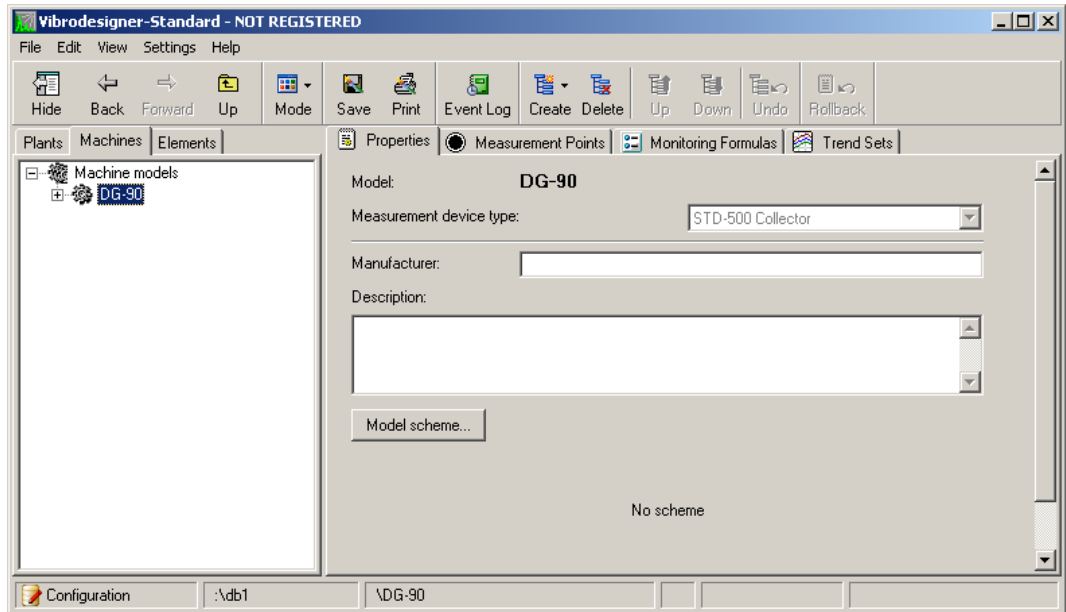 Vibrodesigner-Standard - NOT REGISTERED
File Edit View Settings Help
Hide Back Forward Up Mode Save Print Event Log Create Delete Up Down Undo Rollback
Plants Machines Elements Properties Measurement Points Monitoring Formulas Trend Sets
Machine models
DG-90
Model: DG-90
Measurement device type: STD-500 Collector
Manufacturer:
Description:
Model scheme...
No scheme
Configuration :\db1 \DG-90